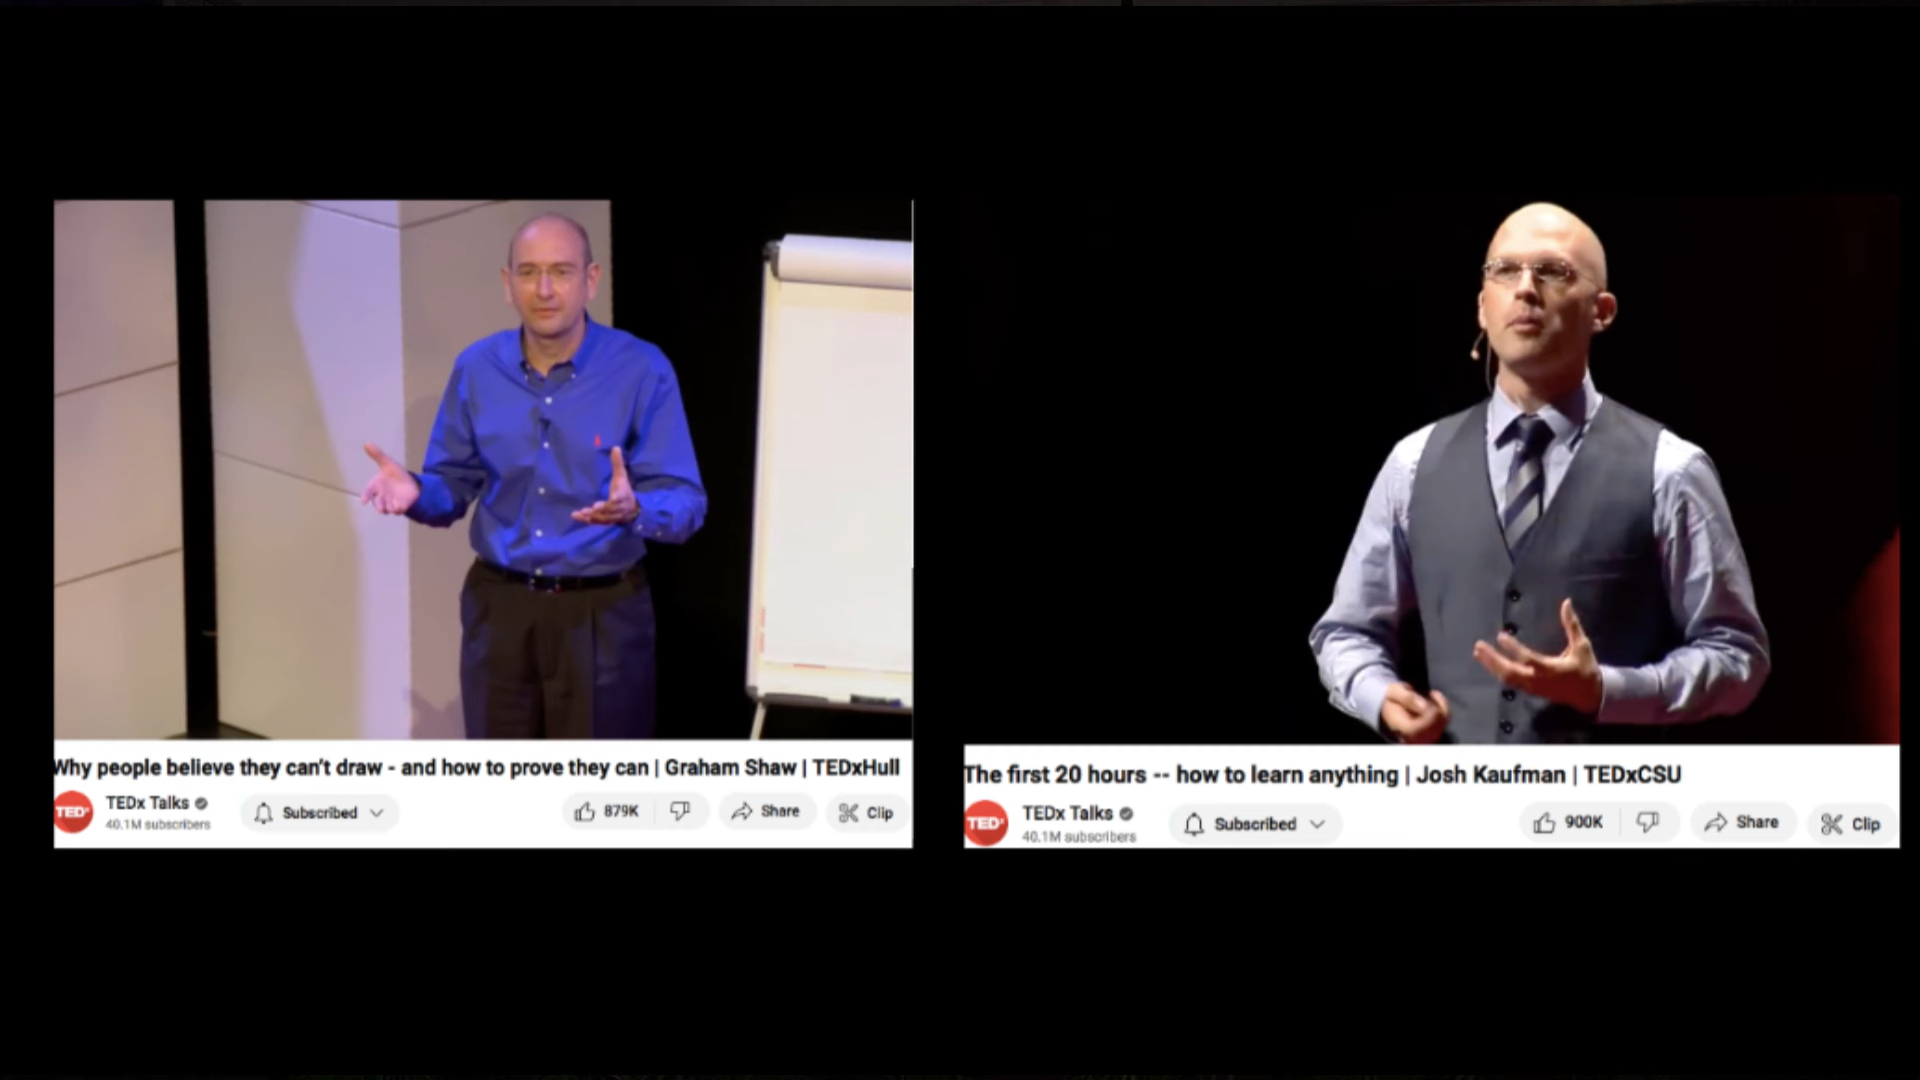 Why people believe they can't draw - and how to prove they can | Graham Shaw | TEDxHull
TEDx
TEDx Talks
40.1M subscribers
Subscribed
879K
Share
Clip
The first 20 hours -- how to learn anything | Josh Kaufman | TEDxCSU
TEDx
TEDx Talks
40.1M subscribers
Subscribed
900K
Share
Clip